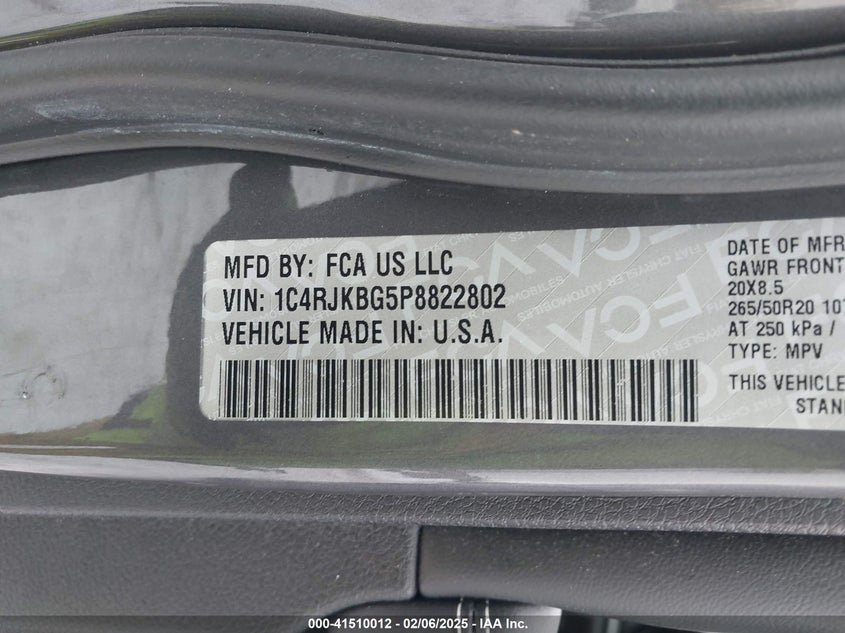 MFD BY: FCA US LLC
VIN: 1C4RJKBG5P8822802
VEHICLE MADE IN: U.S.A.
DATE OF MFR
GAWR FRONT
20X8.5
265/50R20
AT 250 kPa /
TYPE: MPV
THIS VEHICLE
000-41510012 - 02/06/2025 - IAA Inc.